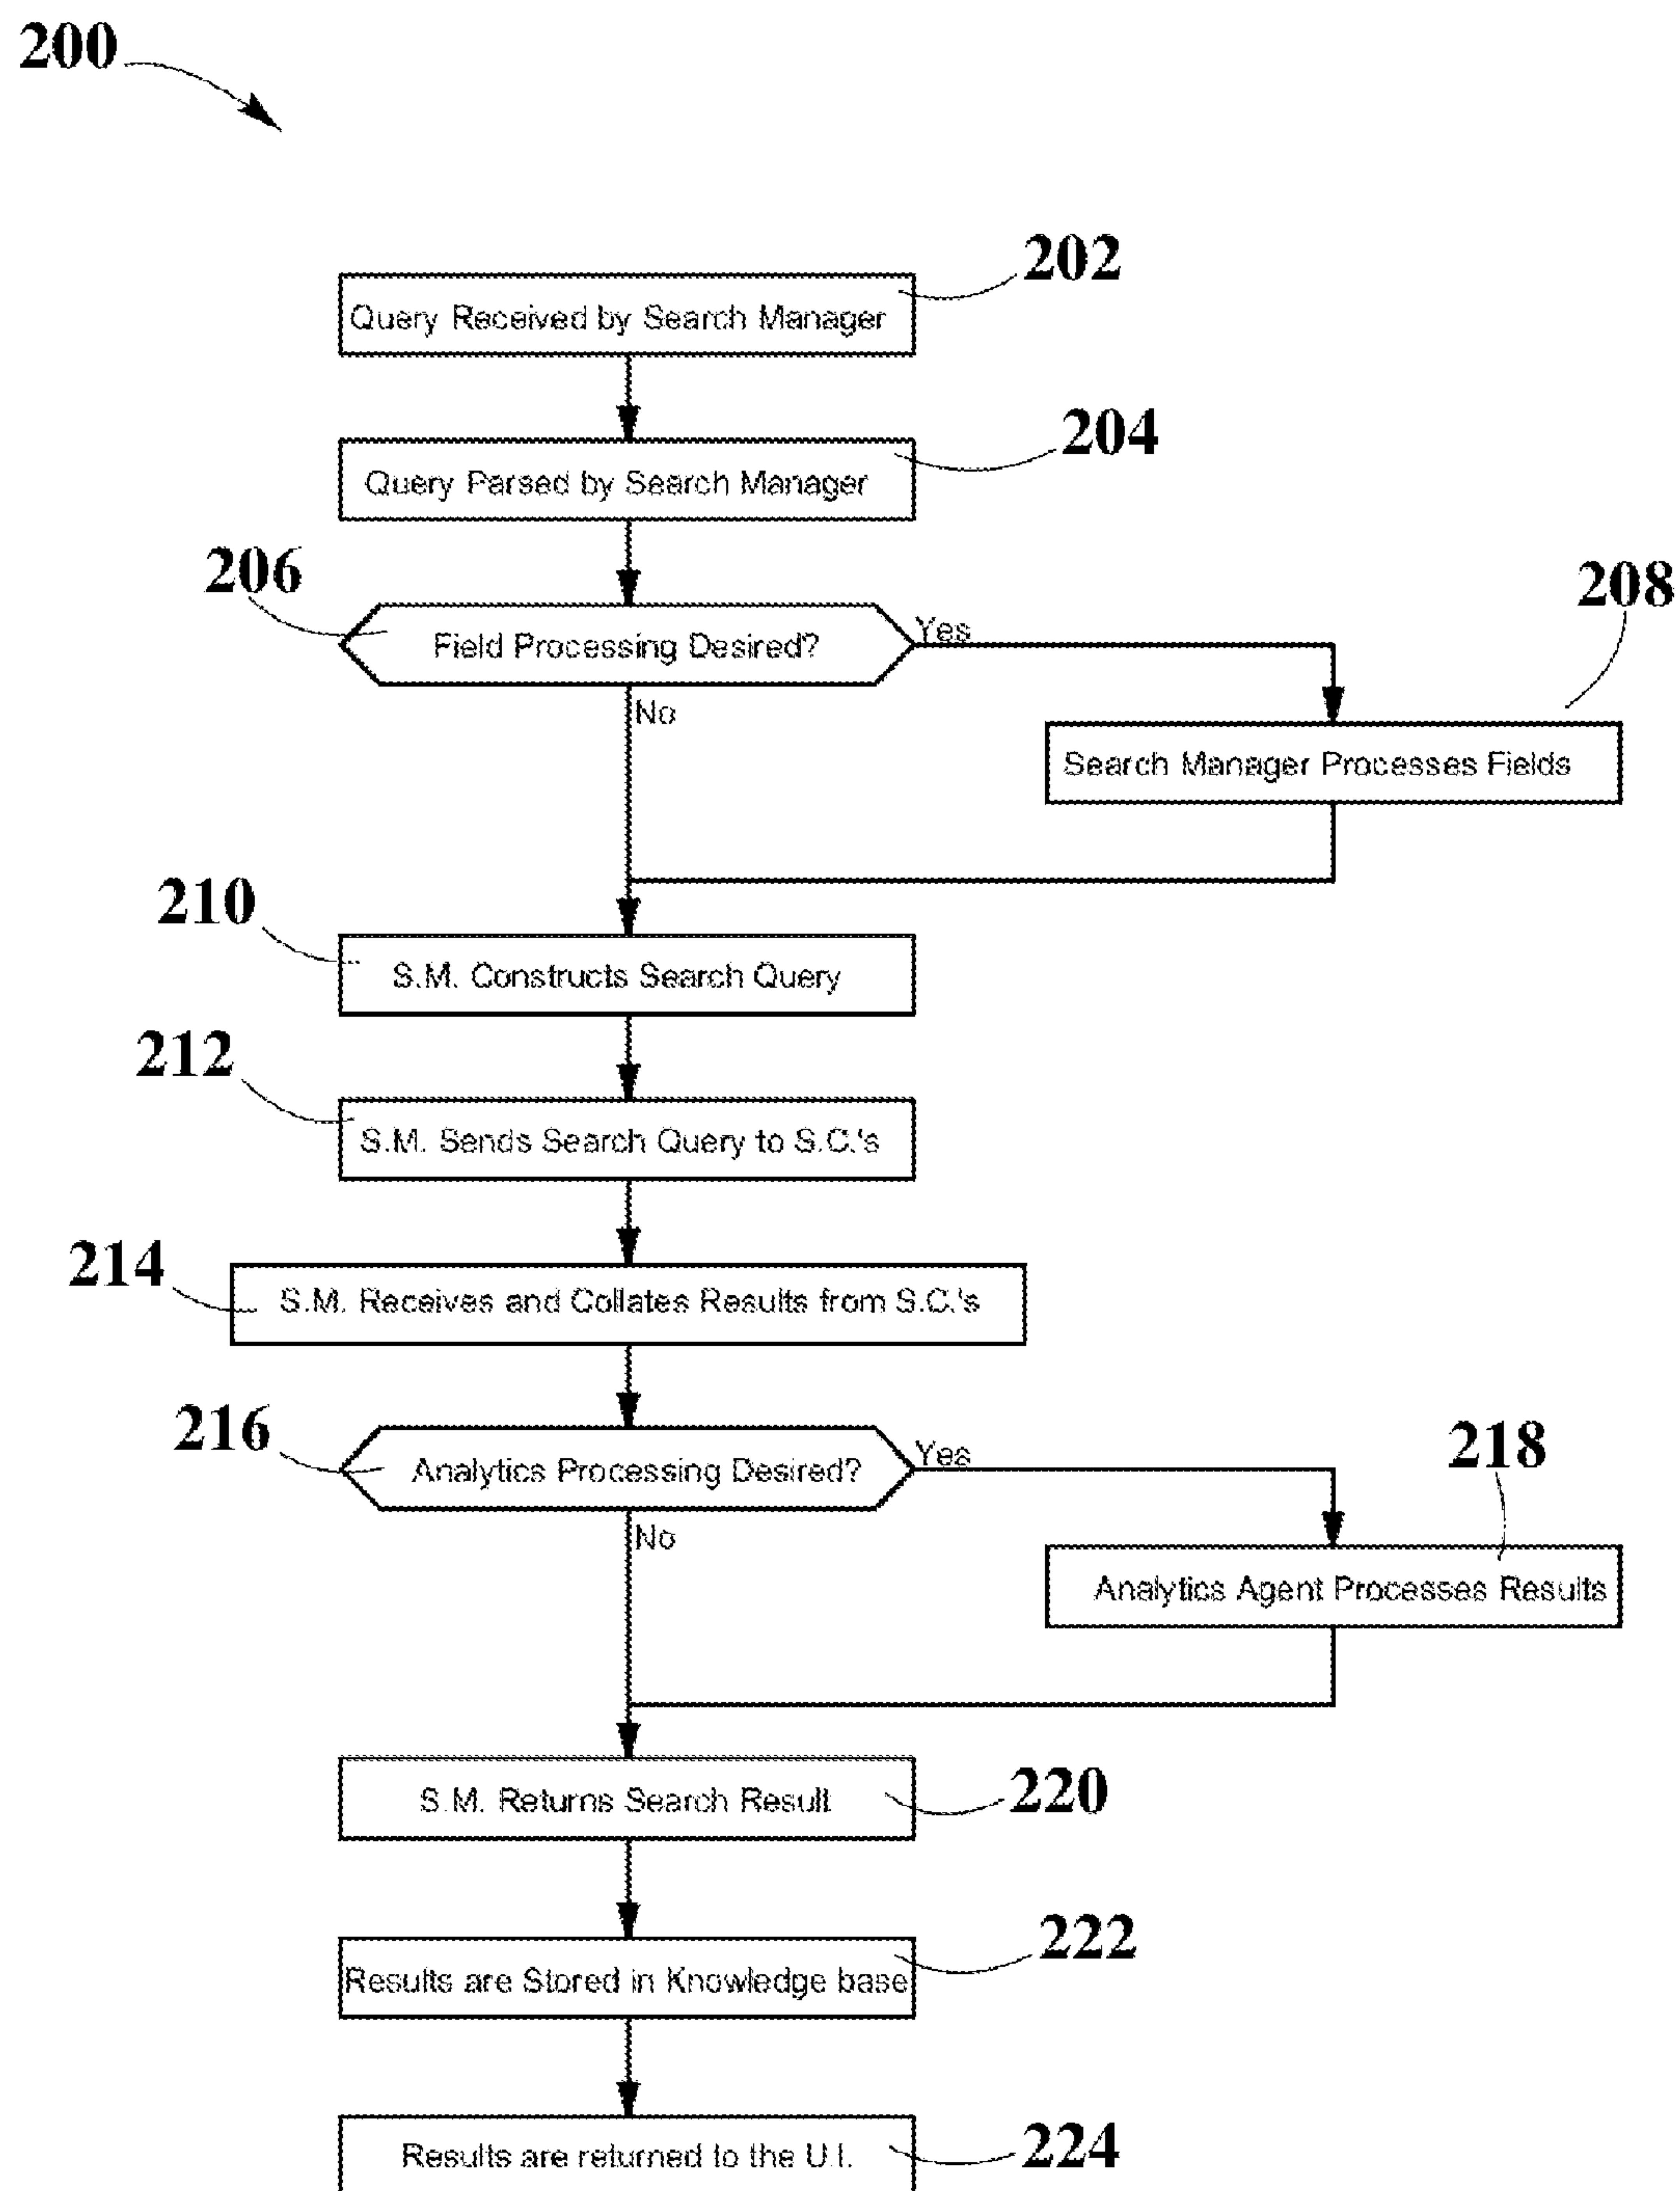 200
202
Query Received by Search Manager
204
Query Parsed by Search Manager
206
208
Field Processing Desired?
Yes
No
Search Manager Processes Fields
210
S.M. Constructs Search Query
212
S.M. Sends Search Query to S.C.'s
214
S.M. Receives and Collates Results from S.C.'s
216
218
Analytics Processing Desired?
Yes
No
Analytics Agent Processes Results
S.M. Returns Search Result
220
222
Results are Stored in Knowledge base
Results are returned to the U.I.
224